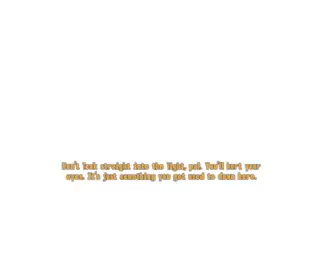 Don't look straight into the light, pal. You'll hurt your
eyes. It's just something you get used to down here.